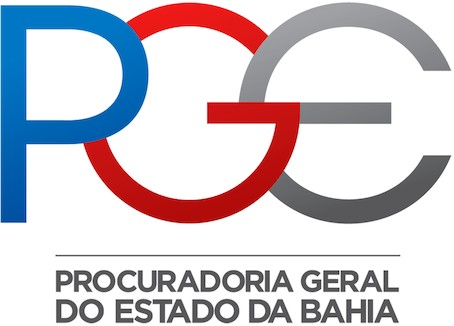 PGE
PROCURADORIA GERAL
DO ESTADO DA BAHIA